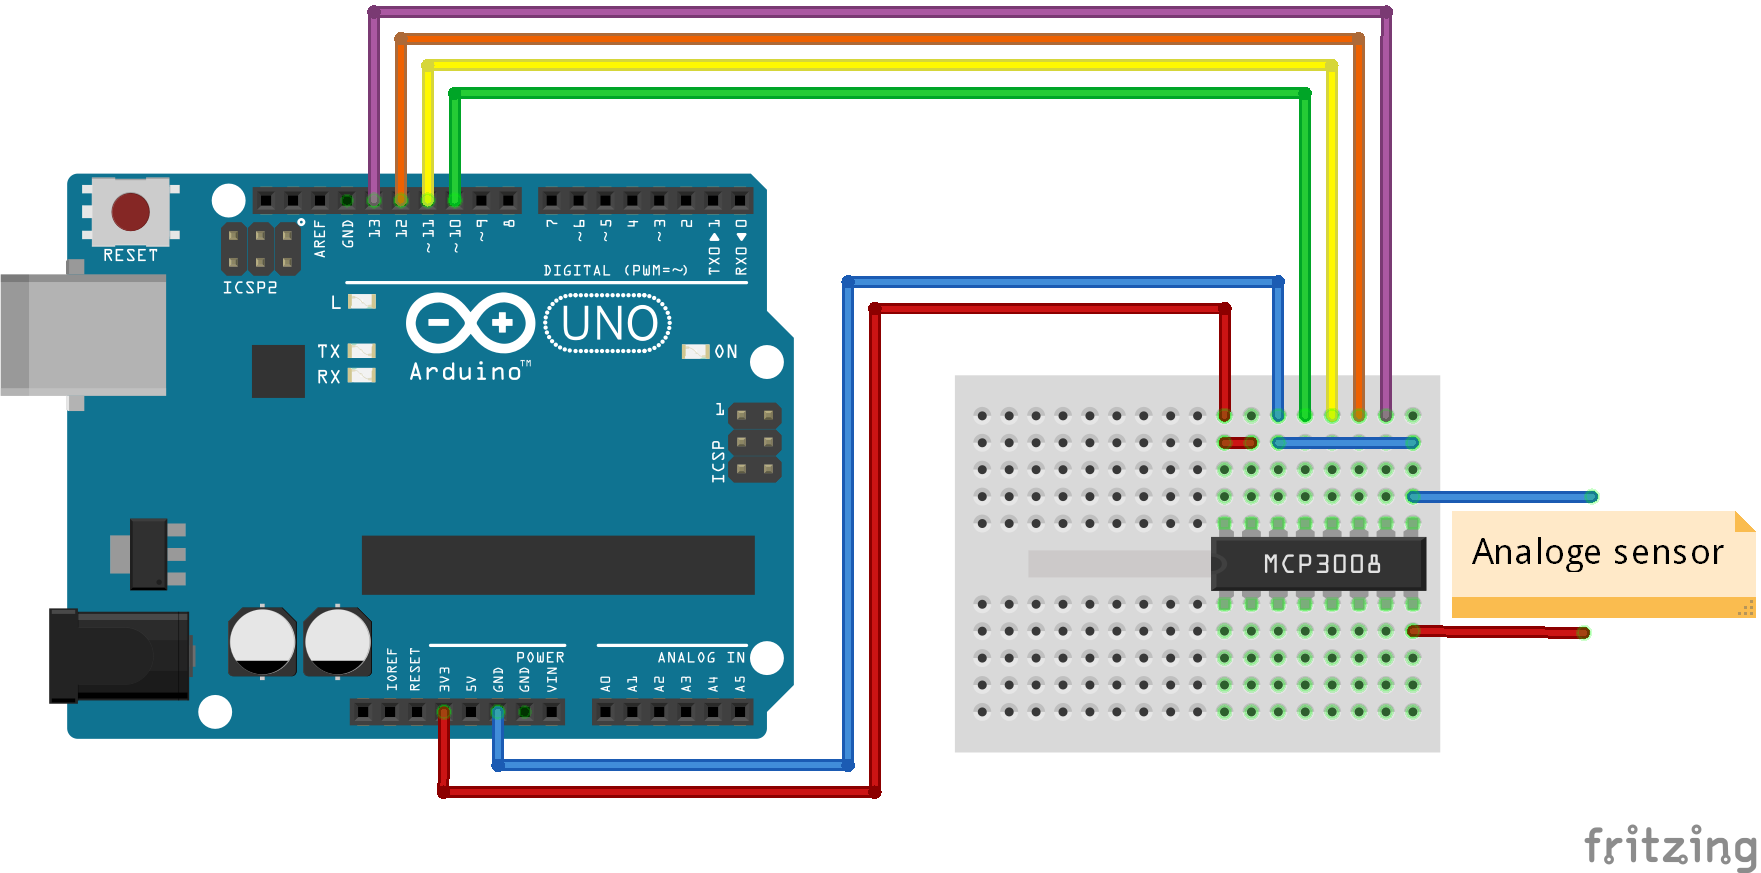 RESET
ICSP2
AREF
GND
13
12
~11
~10
~9
8
7
~6
~5
4
~3
2
TX0▶1
RX0◀0
DIGITAL (PWM=~)
L
TX
RX
UNO
Arduino™
ON
1
ICSP
MCP3008
Analoge sensor
POWER
ANALOG IN
IOREF
RESET
3V3
5V
GND
GND
VIN
A0
A1
A2
A3
A4
A5
fritzing